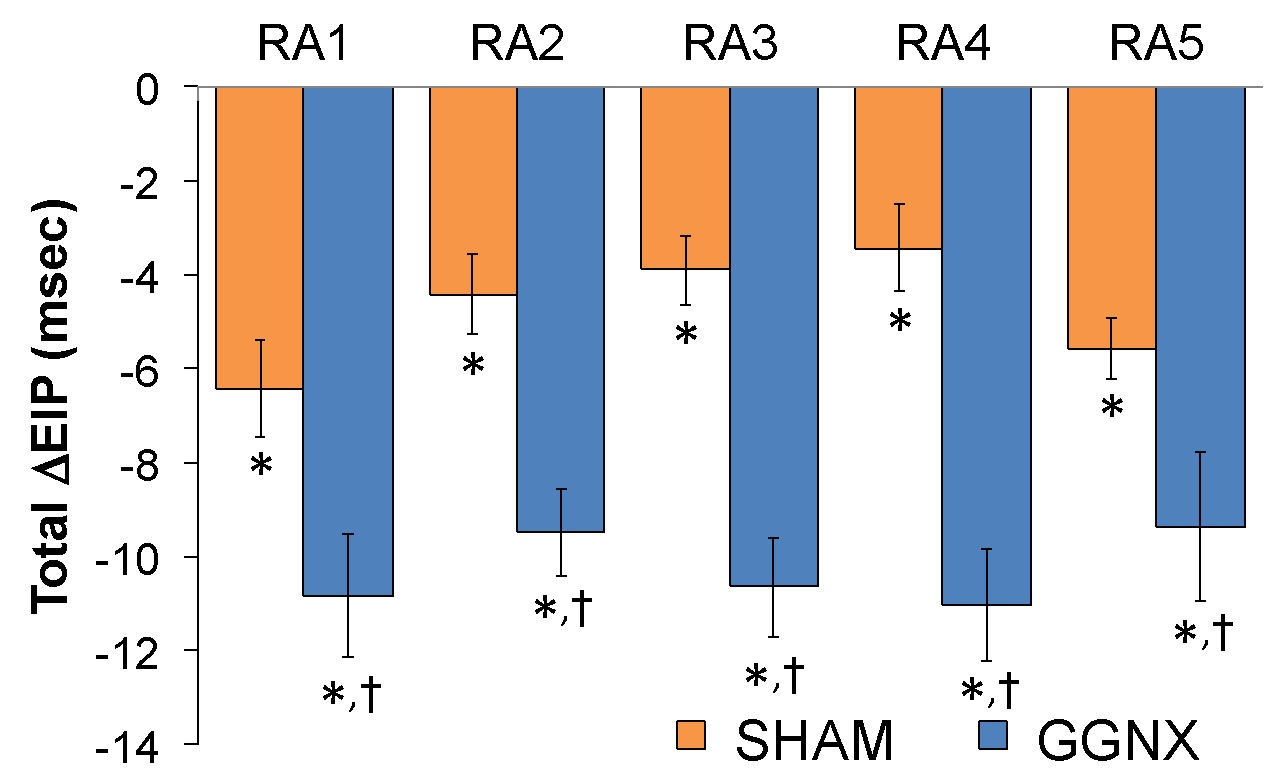 RA1 RA2 RA3 RA4 RA5
Total ΔEIP (msec)
0
-2
-4
-6
-8
-10
-12
-14
* * * * *
*,† *,† *,† *,† *,†
SHAM GGNX